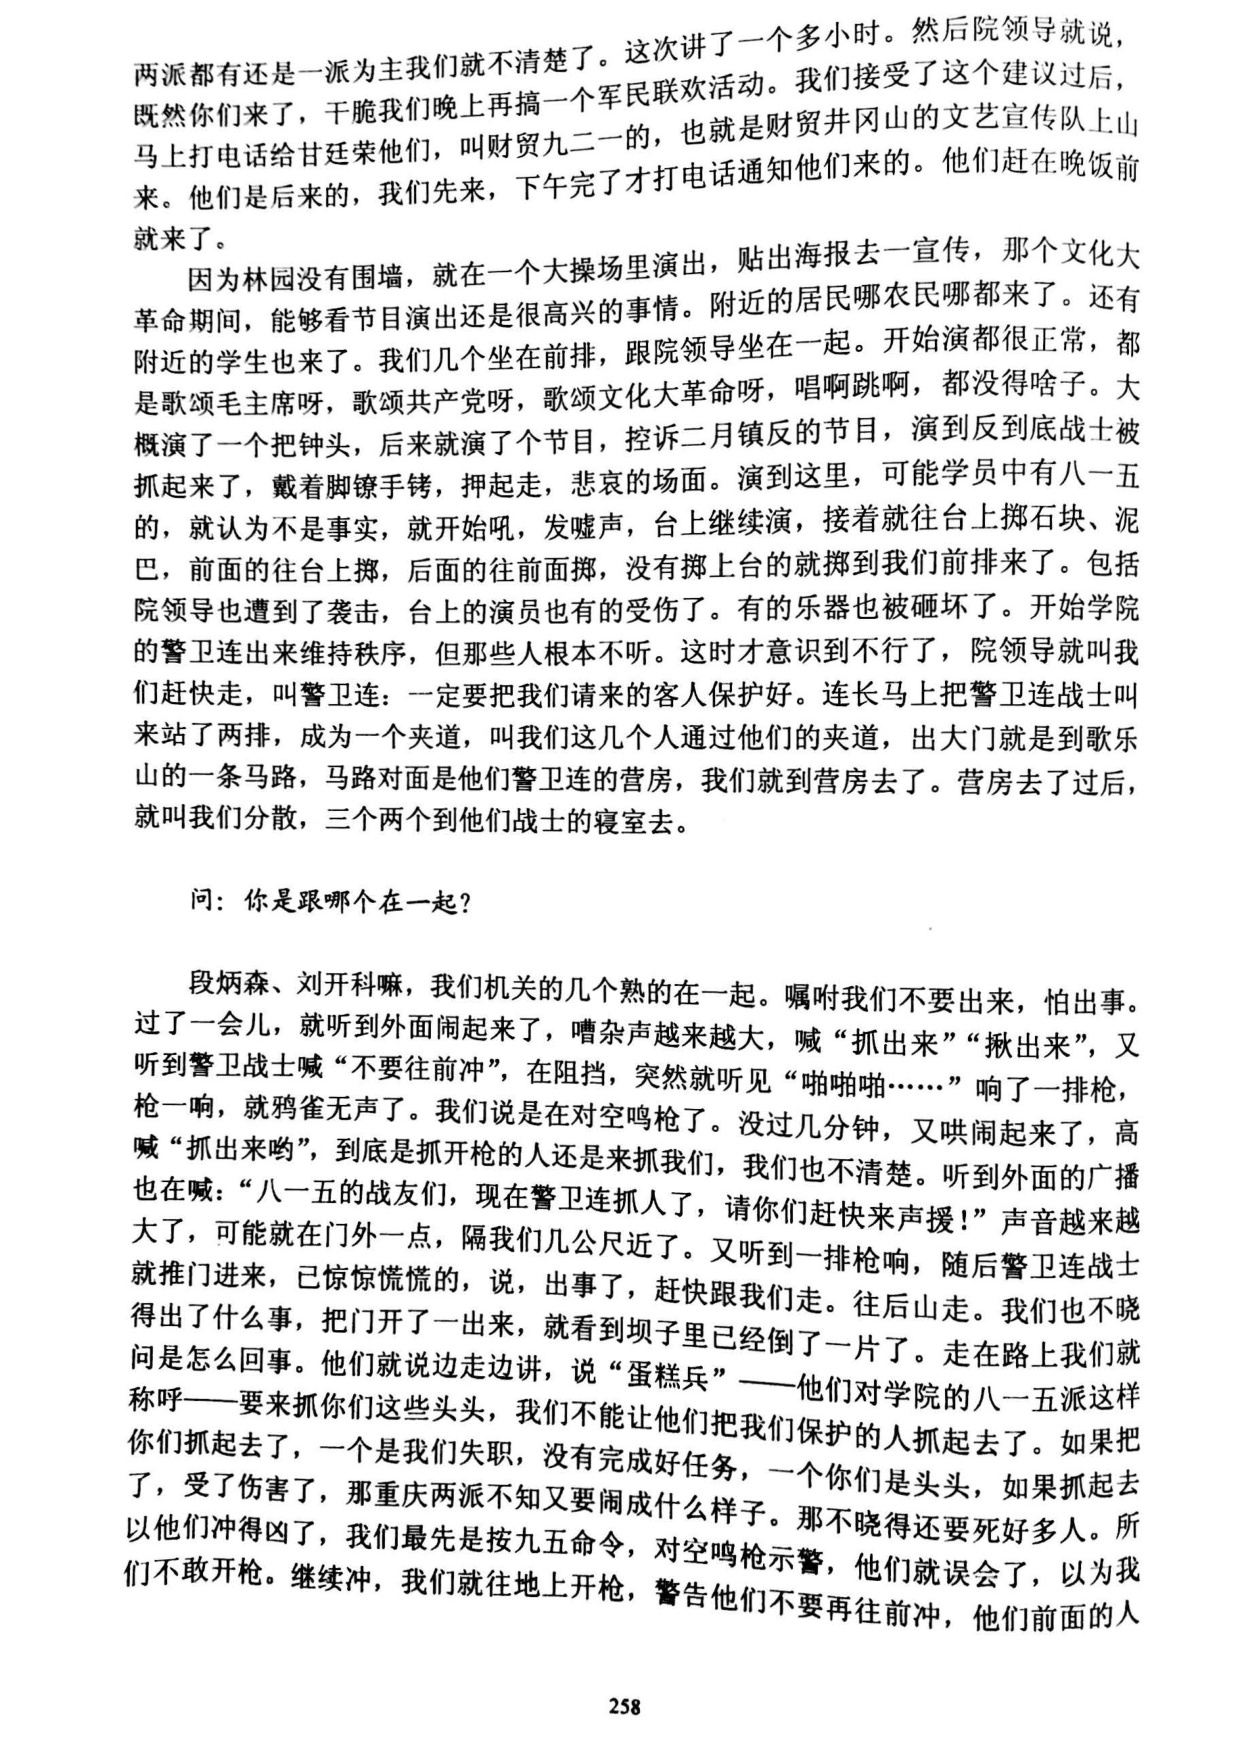 两派都有还是一派为主我们就不清楚了。这次讲了一个多小时。然后院领导就说，
既然你们来了，干脆我们晚上再搞一个军民联欢活动。我们接受了这个建议过后，
马上打电话给甘廷荣他们，叫财贸九二一的，也就是财贸井冈山的文艺宣传队上山
来。他们是后来的，我们先来，下午完了才打电话通知他们来的。他们赶在晚饭前
就来了。
因为林园没有围墙，就在一个大操场里演出，贴出海报去一宣传，那个文化大
革命期间，能够看节目演出还是很高兴的事情。附近的居民哪农民哪都来了。还有
附近的学生也来了。我们几个坐在前排，跟院领导坐在一起。开始演都很正常，都
是歌颂毛主席呀，歌颂共产党呀，歌颂文化大革命呀，唱啊跳啊，都没得啥子。大
概演了一个把钟头，后来就演了个节目，控诉二月镇反的节目，演到反到底战士被
抓起来了，戴着脚镣手铐，押起走，悲哀的场面。演到这里，可能学员中有八一五
的，就认为不是事实，就开始吼，发嘘声，台上继续演，接着就往台上掷石块、泥
巴，前面的往台上掷，后面的往前面掷，没有掷上台的就掷到我们前排来了。包括
院领导也遭到了袭击，台上的演员也有的受伤了。有的乐器也被砸坏了。开始学院
的警卫连出来维持秩序，但那些人根本不听。这时才意识到不行了，院领导就叫我
们赶快走，叫警卫连：一定要把我们请来的客人保护好。连长马上把警卫连战士叫
来站了两排，成为一个夹道，叫我们这几个人通过他们的夹道，出大门就是到歌乐
山的一条马路，马路对面是他们警卫连的营房，我们就到营房去了。营房去了过后，
就叫我们分散，三个两个到他们战士的寝室去。
问：你是跟哪个在一起？
段炳森、刘开科嘛，我们机关的几个熟的在一起。嘱咐我们不要出来，怕出事。
过了一会儿，就听到外面闹起来了，嘈杂声越来越大，喊“抓出来”“揪出来”，又
听到警卫战士喊“不要往前冲”，在阻挡，突然就听见“啪啪啪……”响了一排枪，
枪一响，就鸦雀无声了。我们说是在对空鸣枪了。没过几分钟，又哄闹起来了，高
喊“抓出来哟”，到底是抓开枪的人还是来抓我们，我们也不清楚。听到外面的广播
也在喊：“八一五的战友们，现在警卫连抓人了，请你们赶快来声援！”声音越来越
大了，可能就在门外一点，隔我们几公尺近了。又听到一排枪响，随后警卫连战士
就推门进来，已惊惊慌慌的，说，出事了，赶快跟我们走。往后山走。我们也不晓
得出了什么事，把门开了一出来，就看到坝子里已经倒了一片了。走在路上我们就
问是怎么回事。他们就说边走边讲，说“蛋糕兵”——他们对学院的八一五派这样
称呼——要来抓你们这些头头，我们不能让他们把我们保护的人抓起去了。如果把
你们抓起去了，一个是我们失职，没有完成好任务，一个你们是头头，如果抓起去
了，受了伤害了，那重庆两派不知又要闹成什么样子。那不晓得还要死好多人。所
以他们冲得凶了，我们最先是按九五命令，对空鸣枪示警，他们就误会了，以为我
们不敢开枪。继续冲，我们就往地上开枪，警告他们不要再往前冲，他们前面的人
258